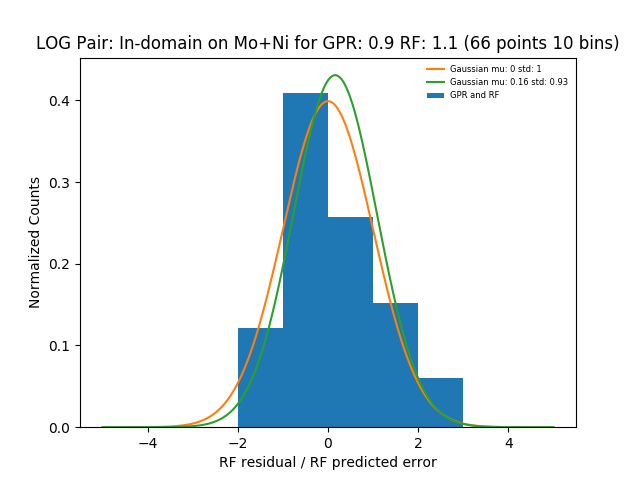 LOG Pair: In-domain on Mo+Ni for GPR: 0.9 RF: 1.1 (66 points 10 bins)
Gaussian mu: 0 std: 1
Gaussian mu: 0.16 std: 0.93
GPR and RF
Normalized Counts
0.4
0.3
0.2
0.1
0.0
−4 −2 0 2 4
RF residual / RF predicted error